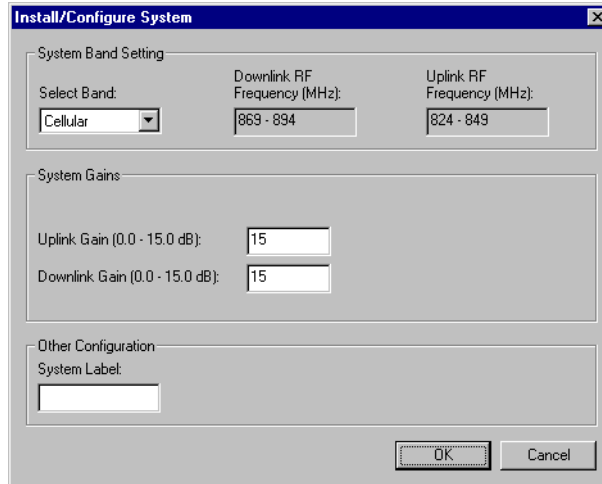 Install/Configure System
System Band Setting
Select Band:
Downlink RF
Frequency (MHz):
Uplink RF
Frequency (MHz):
Cellular
869 - 894
824 - 849
System Gains
Uplink Gain (0.0 - 15.0 dB):
15
Downlink Gain (0.0 - 15.0 dB):
15
Other Configuration
System Label:
OK
Cancel